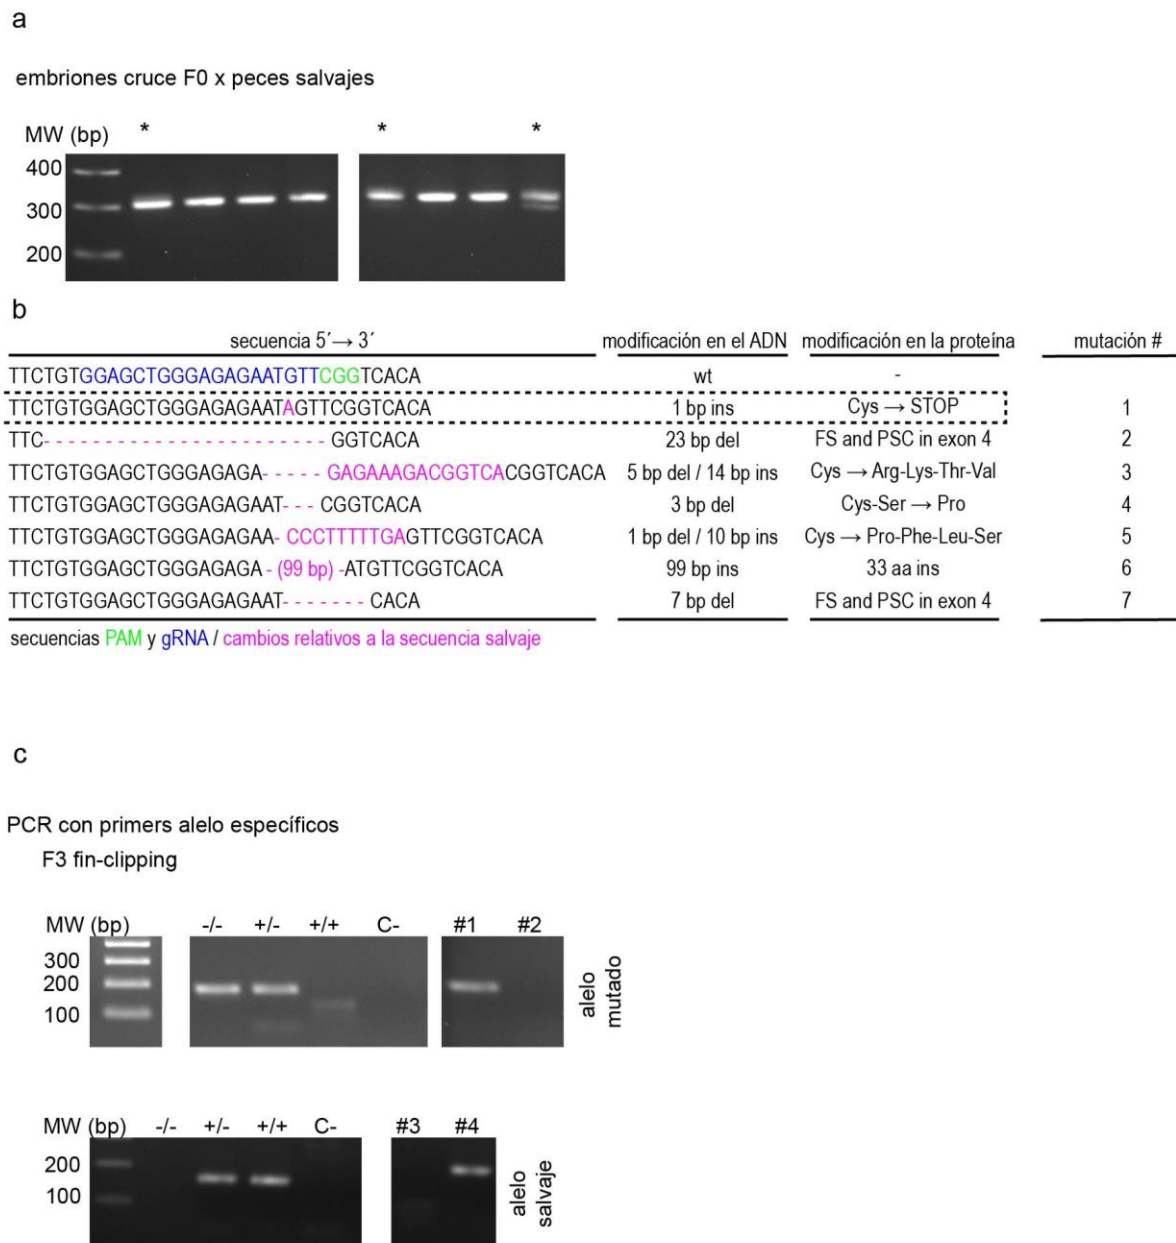 a
embriones cruce F0 x peces salvajes
MW (bp) * * *
400
300
200
b
secuencia 5´→ 3´ modificación en el ADN modificación en la proteína mutación #
TTCTGTGGAGCTGGGAGAGAATGTTCGGTCACA wt -
TTCTGTGGAGCTGGGAGAGAATAGTTCGGTCACA 1 bp ins Cys → STOP 1
TTC- - - - - - - - - - - - - - - - - - - - - - -GGTCACA 23 bp del FS and PSC in exon 4 2
TTCTGTGGAGCTGGGAGAGA- - - - -GAGAAAGACGGTCACGGTCACA 5 bp del / 14 bp ins Cys → Arg-Lys-Thr-Val 3
TTCTGTGGAGCTGGGAGAGAAT- - -CGGTCACA 3 bp del Cys-Ser → Pro 4
TTCTGTGGAGCTGGGAGAGAA-CCCTTTTTGAGTTCGGTCACA 1 bp del / 10 bp ins Cys → Pro-Phe-Leu-Ser 5
TTCTGTGGAGCTGGGAGAGA- (99 bp) -ATGTTCGGTCACA 99 bp ins 33 aa ins 6
TTCTGTGGAGCTGGGAGAGAAT- - - - - - -CACA 7 bp del FS and PSC in exon 4 7
secuencias PAM y gRNA / cambios relativos a la secuencia salvaje
c
PCR con primers alelo específicos
F3 fin-clipping
MW (bp) -/- +/- +/+ C- #1 #2
300
200
100
alelo
mutado
MW (bp) -/- +/- +/+ C- #3 #4
200
100
alelo
salvaje